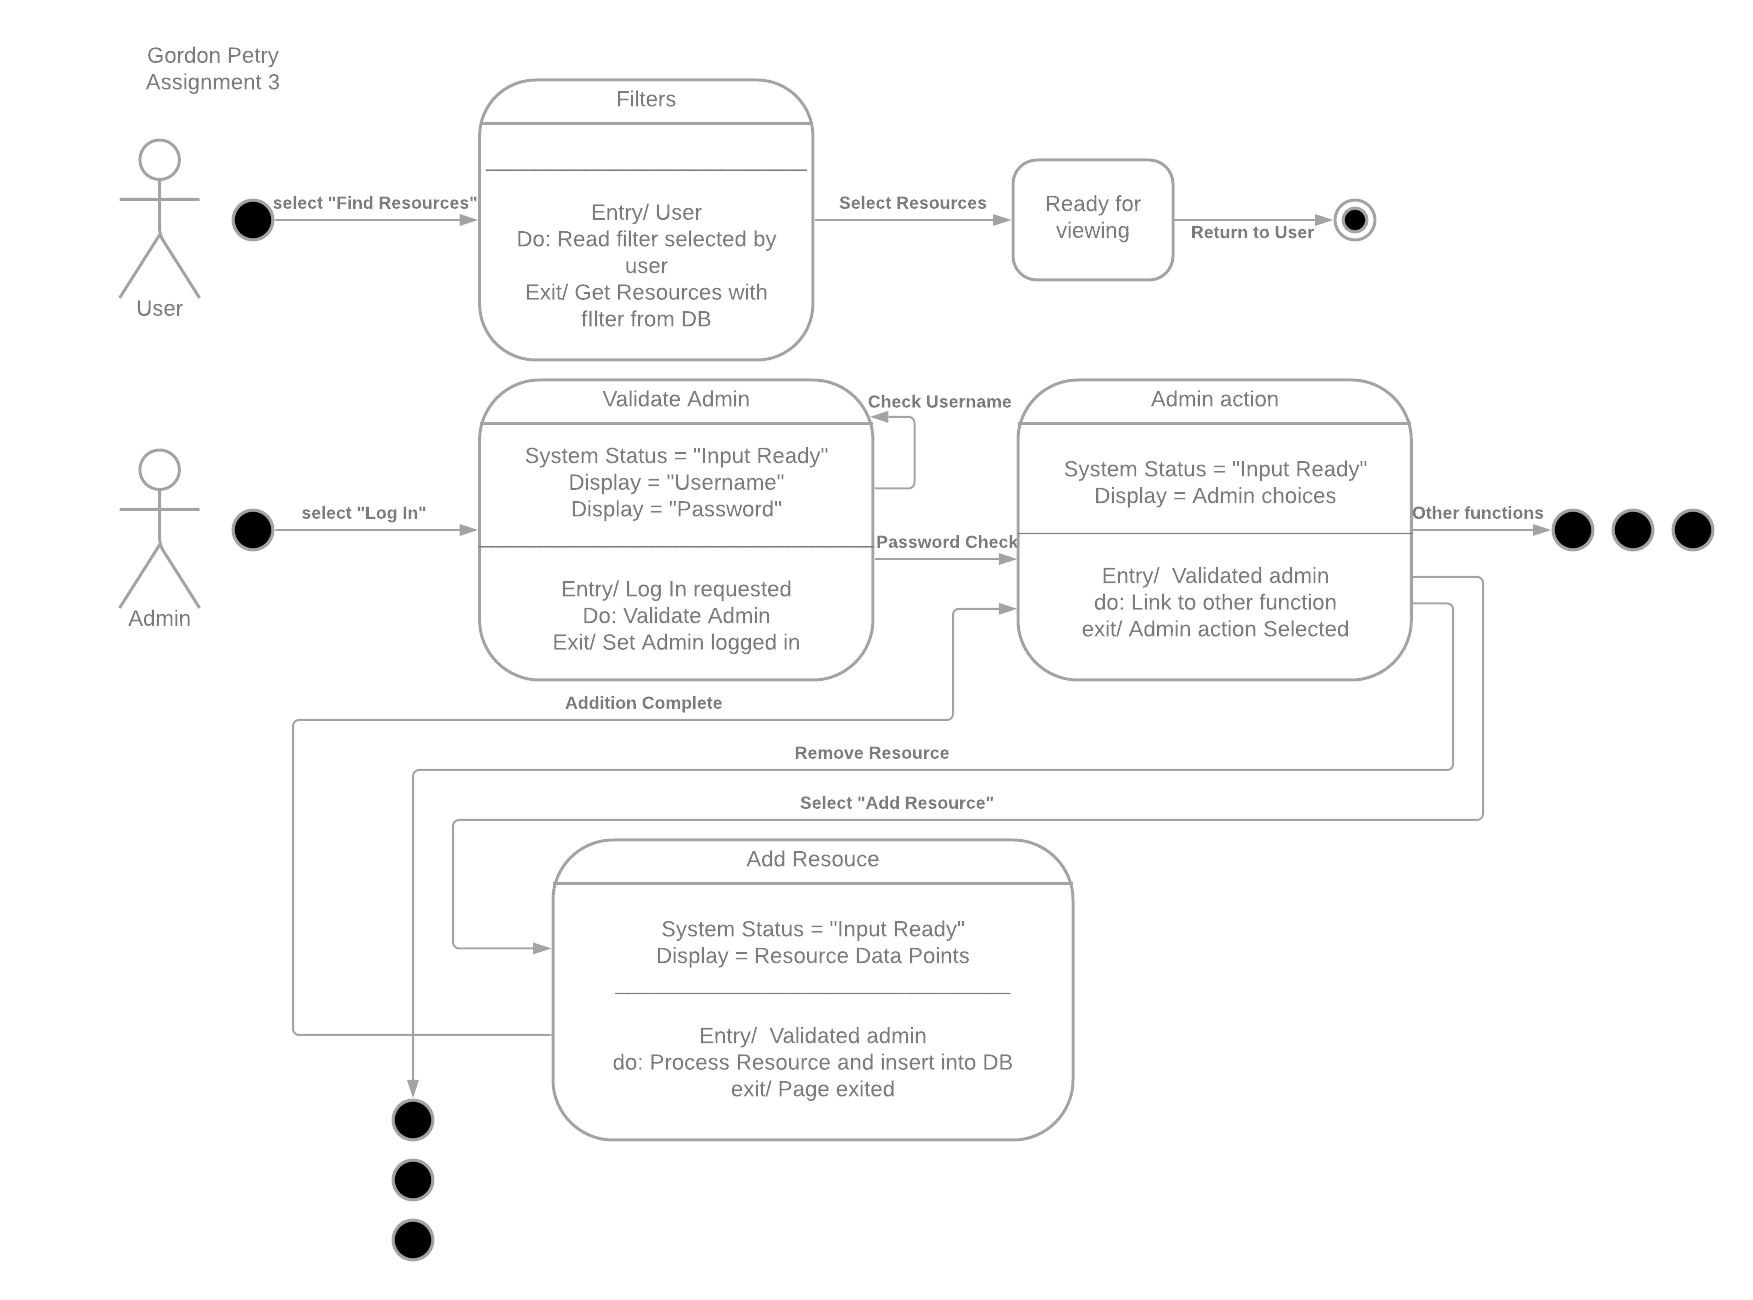 Gordon Petry
Assignment 3
Filters
select "Find Resources"
Entry/ User
Do: Read filter selected by
user
Exit/ Get Resources with
fIlter from DB
Select Resources
Ready for
viewing
Return to User
User
Validate Admin
System Status = "Input Ready"
Display = "Username"
Display = "Password"
Entry/ Log In requested
Do: Validate Admin
Exit/ Set Admin logged in
Check Username
Admin action
System Status = "Input Ready"
Display = Admin choices
Entry/  Validated admin
do: Link to other function
exit/ Admin action Selected
select "Log In"
Password Check
Other functions
Admin
Addition Complete
Remove Resource
Select "Add Resource"
Add Resouce
System Status = "Input Ready"
Display = Resource Data Points
Entry/  Validated admin
do: Process Resource and insert into DB
exit/ Page exited